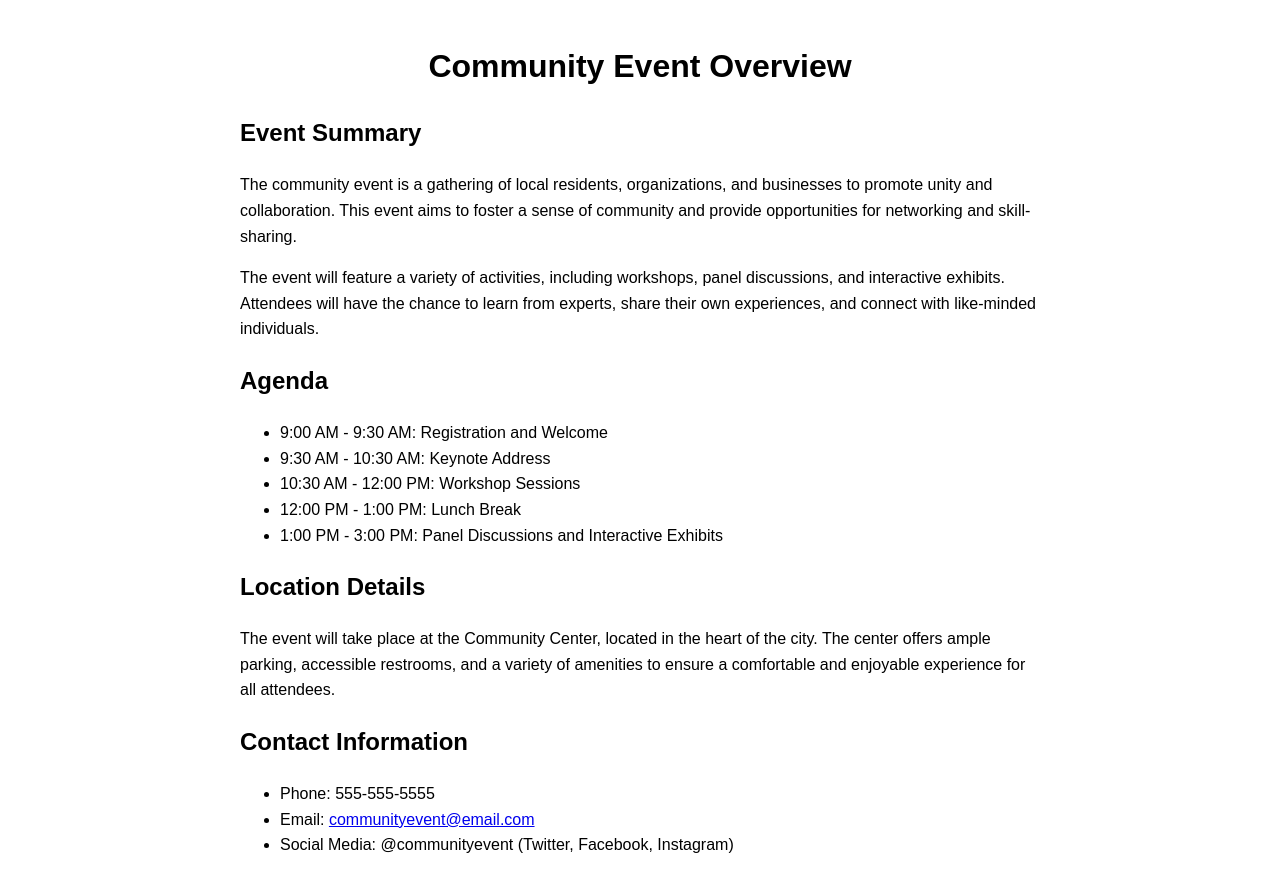 Community Event Overview
Event Summary
The community event is a gathering of local residents, organizations, and businesses to promote unity and
collaboration. This event aims to foster a sense of community and provide opportunities for networking and skill-
sharing.
The event will feature a variety of activities, including workshops, panel discussions, and interactive exhibits.
Attendees will have the chance to learn from experts, share their own experiences, and connect with like-minded
individuals.
Agenda
• 9:00 AM - 9:30 AM: Registration and Welcome
• 9:30 AM - 10:30 AM: Keynote Address
• 10:30 AM - 12:00 PM: Workshop Sessions
• 12:00 PM - 1:00 PM: Lunch Break
• 1:00 PM - 3:00 PM: Panel Discussions and Interactive Exhibits
Location Details
The event will take place at the Community Center, located in the heart of the city. The center offers ample
parking, accessible restrooms, and a variety of amenities to ensure a comfortable and enjoyable experience for
all attendees.
Contact Information
• Phone: 555-555-5555
• Email: communityevent@email.com
• Social Media: @communityevent (Twitter, Facebook, Instagram)